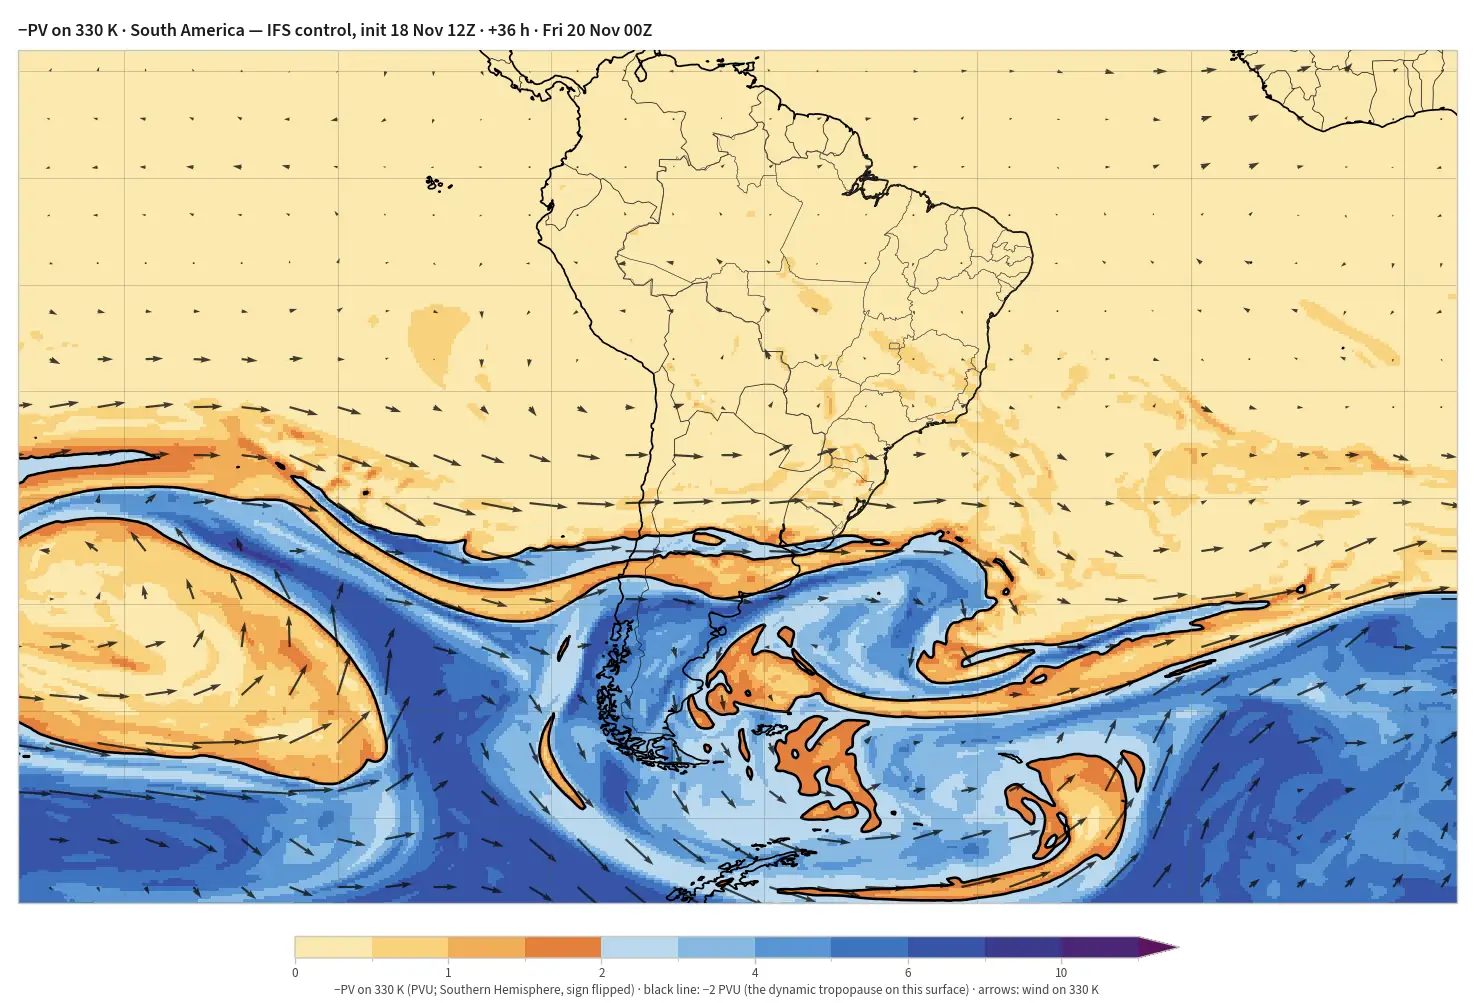 −PV on 330 K · South America — IFS control, init 18 Nov 12Z · +36 h · Fri 20 Nov 00Z
0 1 2 4 6 10
−PV on 330 K (PVU; Southern Hemisphere, sign flipped) · black line: −2 PVU (the dynamic tropopause on this surface) · arrows: wind on 330 K